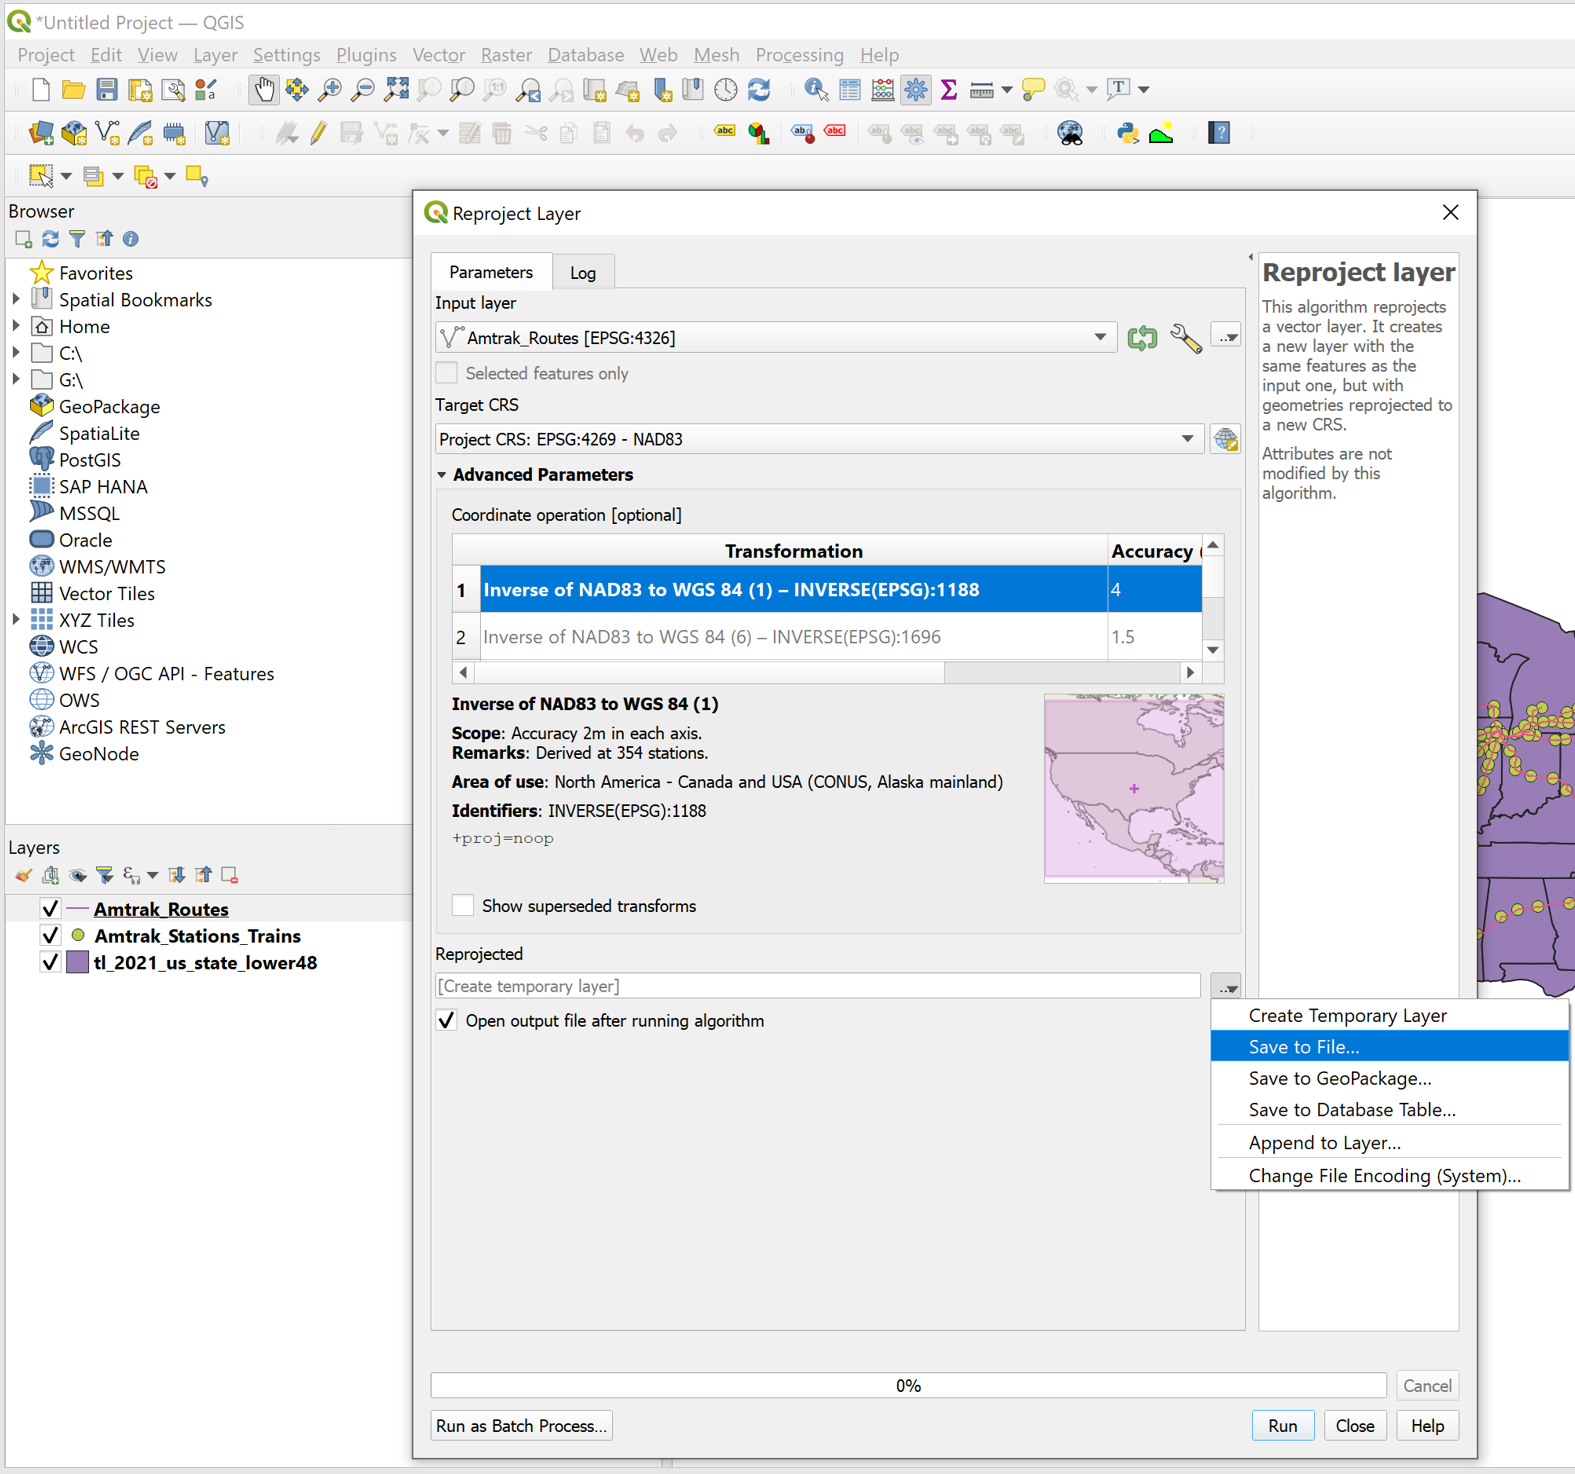 *Untitled Project — QGIS
Project Edit View Layer Settings Plugins Vector Raster Database Web Mesh Processing Help
Browser
Favorites
Spatial Bookmarks
Home
C:\
G:\
GeoPackage
SpatiaLite
PostGIS
SAP HANA
MSSQL
Oracle
WMS/WMTS
Vector Tiles
XYZ Tiles
WCS
WFS / OGC API - Features
OWS
ArcGIS REST Servers
GeoNode
Layers
Amtrak_Routes
Amtrak_Stations_Trains
tl_2021_us_state_lower48
Reproject Layer
Parameters Log
Input layer
Amtrak_Routes [EPSG:4326]
Selected features only
Target CRS
Project CRS: EPSG:4269 - NAD83
Advanced Parameters
Coordinate operation [optional]
Transformation Accuracy (
1 Inverse of NAD83 to WGS 84 (1) – INVERSE(EPSG):1188 4
2 Inverse of NAD83 to WGS 84 (6) – INVERSE(EPSG):1696 1.5
Inverse of NAD83 to WGS 84 (1)
Scope: Accuracy 2m in each axis.
Remarks: Derived at 354 stations.
Area of use: North America - Canada and USA (CONUS, Alaska mainland)
Identifiers: INVERSE(EPSG):1188
+proj=noop
Show superseded transforms
Reprojected
[Create temporary layer]
Open output file after running algorithm
Reproject layer
This algorithm reprojects
a vector layer. It creates
a new layer with the
same features as the
input one, but with
geometries reprojected to
a new CRS.
Attributes are not
modified by this
algorithm.
Create Temporary Layer
Save to File...
Save to GeoPackage...
Save to Database Table...
Append to Layer...
Change File Encoding (System)...
0%
Cancel
Run as Batch Process...
Run Close Help